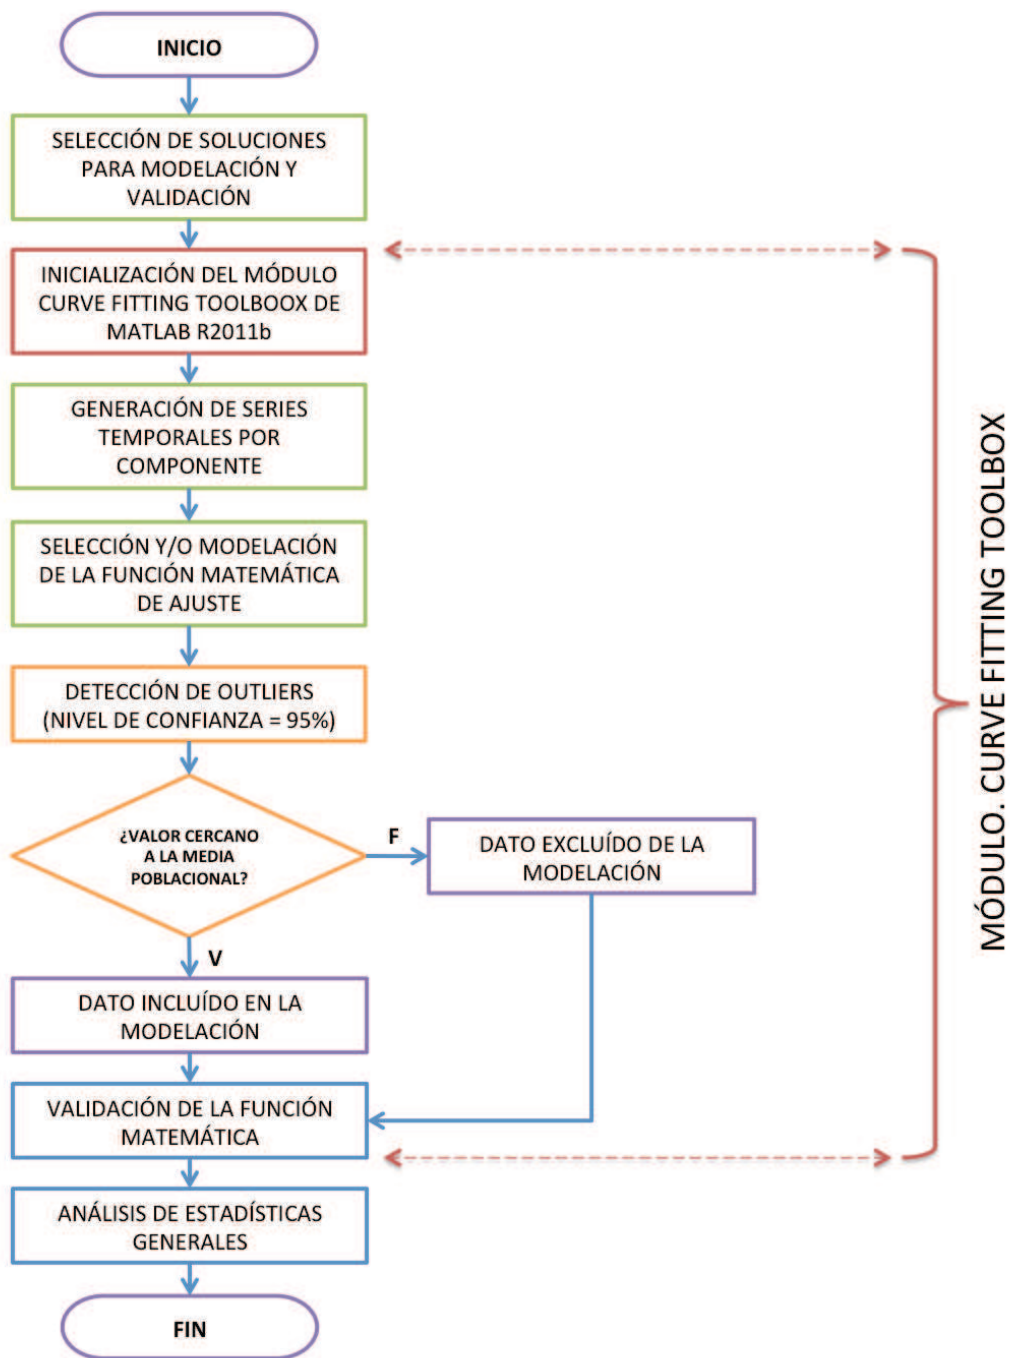 INICIO
SELECCIÓN DE SOLUCIONES
PARA MODELACIÓN Y
VALIDACIÓN
INICIALIZACIÓN DEL MÓDULO
CURVE FITTING TOOLBOOX DE
MATLAB R2011b
GENERACIÓN DE SERIES
TEMPORALES POR
COMPONENTE
SELECCIÓN Y/O MODELACIÓN
DE LA FUNCIÓN MATEMÁTICA
DE AJUSTE
DETECCIÓN DE OUTLIERS
(NIVEL DE CONFIANZA = 95%)
¿VALOR CERCANO
A LA MEDIA
POBLACIONAL?
F
DATO EXCLUÍDO DE LA
MODELACIÓN
V
DATO INCLUÍDO EN LA
MODELACIÓN
VALIDACIÓN DE LA FUNCIÓN
MATEMÁTICA
ANÁLISIS DE ESTADÍSTICAS
GENERALES
FIN
MÓDULO. CURVE FITTING TOOLBOX